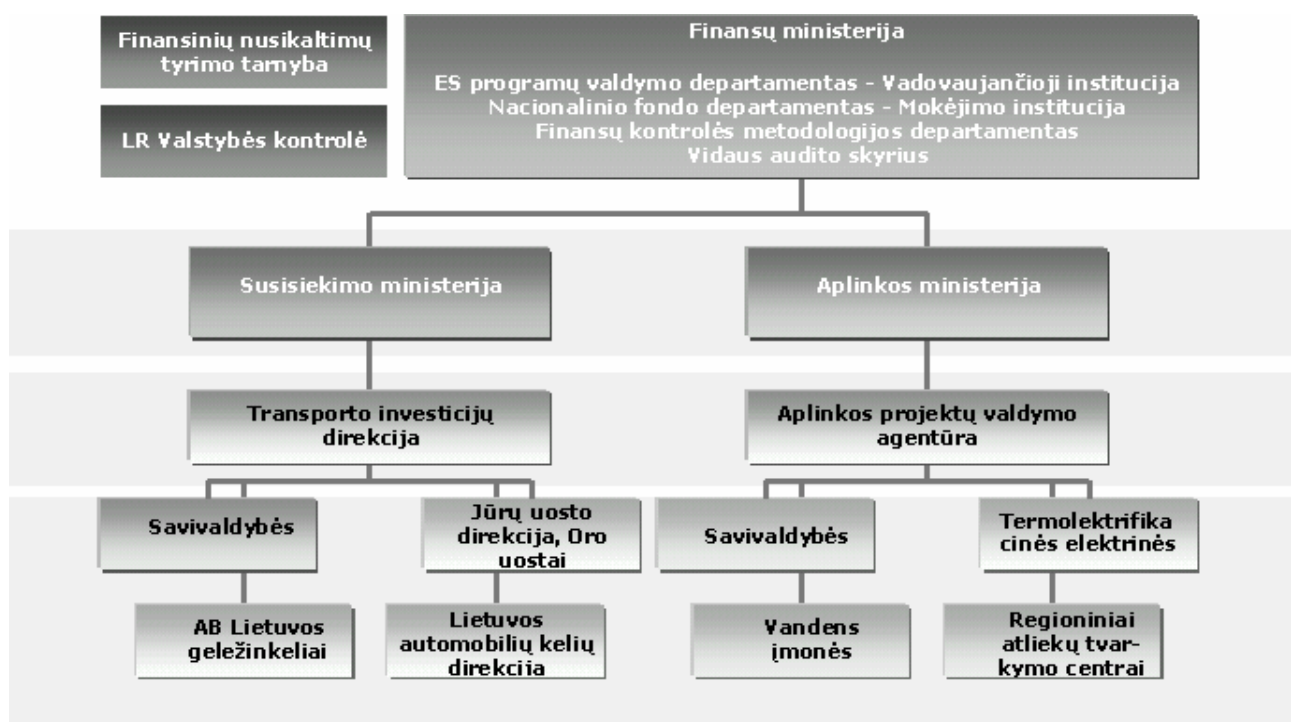 Finansinių nusikaltimų
tyrimo tarnyba
LR Valstybės kontrolė
Finansų ministerija
ES programų valdymo departamentas - Vadovaujančioji institucija
Nacionalinio fondo departamentas - Mokėjimo institucija
Finansų kontrolės metodologijos departamentas
Vidaus audito skyrius
Susisiekimo ministerija
Aplinkos ministerija
Transporto investicijų
direkcija
Aplinkos projektų valdymo
agentūra
Savivaldybės
Jūrų uosto
direkcija, Oro
uostai
Savivaldybės
Termolektrifika
cinės elektrinės
AB Lietuvos
geležinkeliai
Lietuvos
automobilių kelių
direkcija
Vandens
įmonės
Regioniniai
atliekų tvar-
kymo centrai